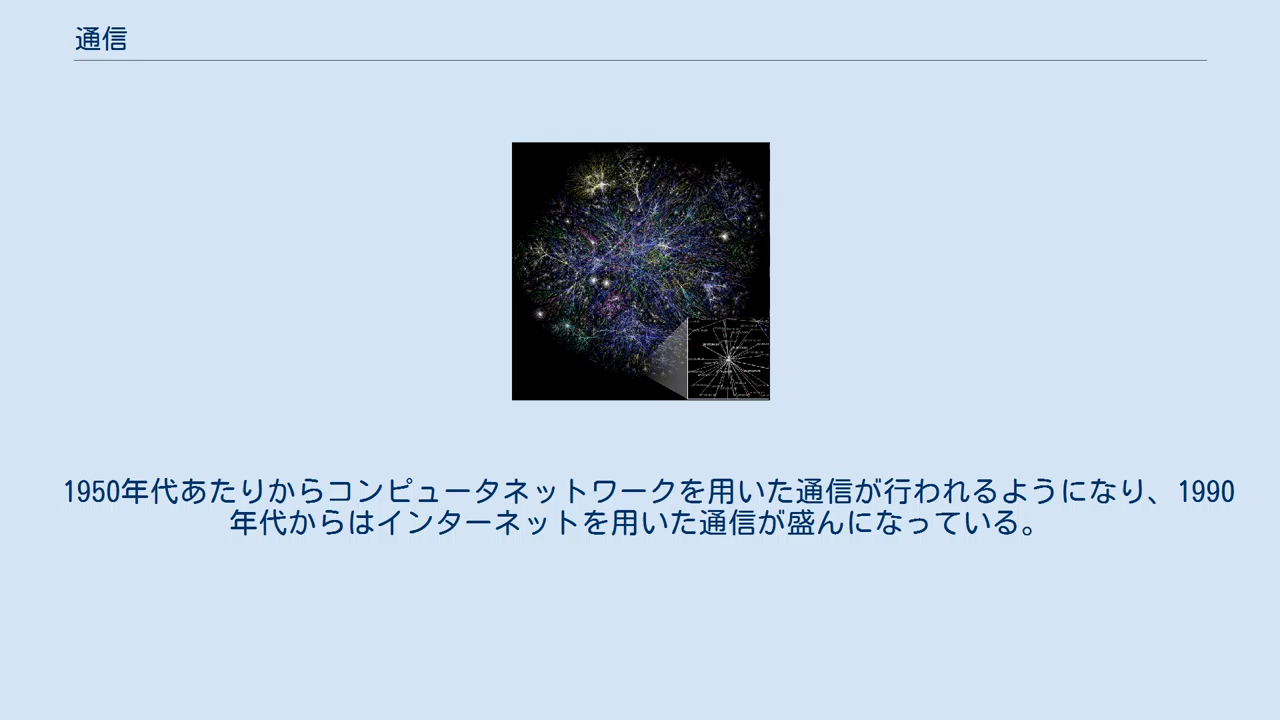 通信
1950年代あたりからコンピュータネットワークを用いた通信が行われるようになり、1990
年代からはインターネットを用いた通信が盛んになっている。